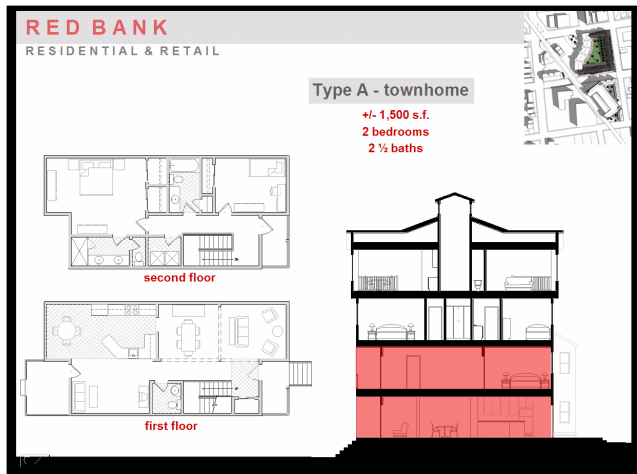 RED BANK
RESIDENTIAL & RETAIL
Type A - townhome
+/- 1,500 s.f.
2 bedrooms
2 ½ baths
second floor
first floor